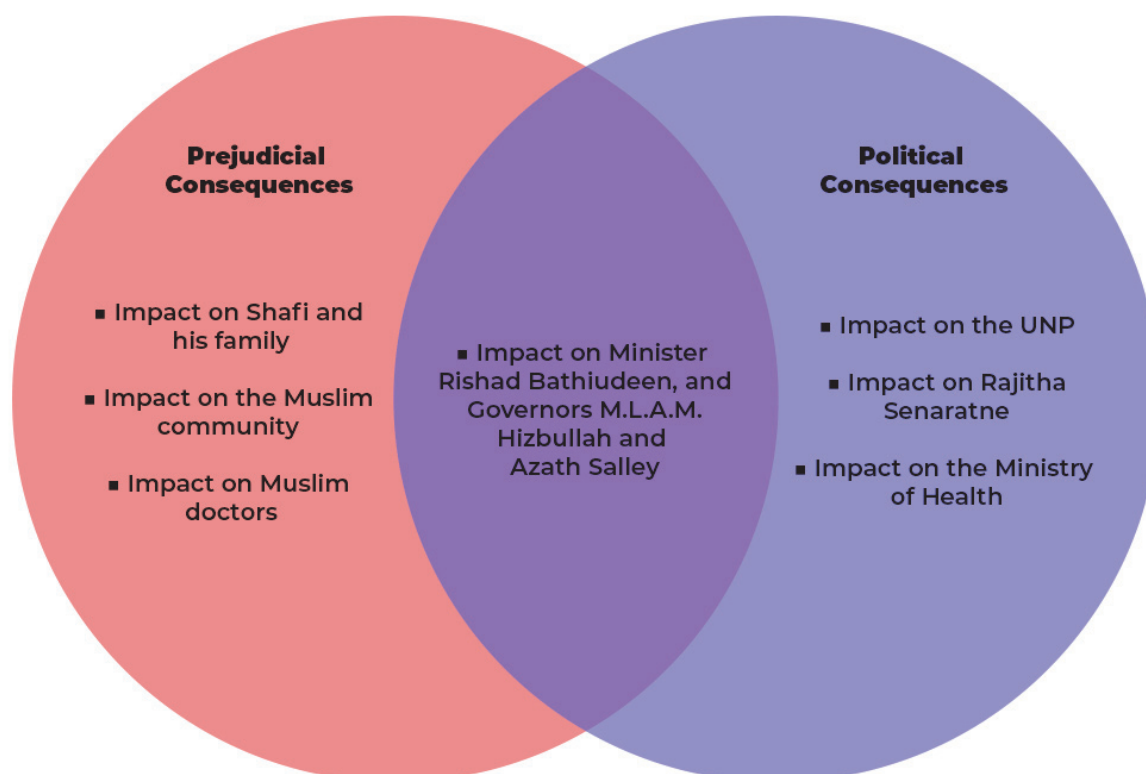 Prejudicial
Consequences
▪ Impact on Shafi and
his family
▪ Impact on the Muslim
community
▪ Impact on Muslim
doctors
▪ Impact on Minister
Rishad Bathiudeen, and
Governors M.L.A.M.
Hizbullah and
Azath Salley
Political
Consequences
▪ Impact on the UNP
▪ Impact on Rajitha
Senaratne
▪ Impact on the Ministry
of Health